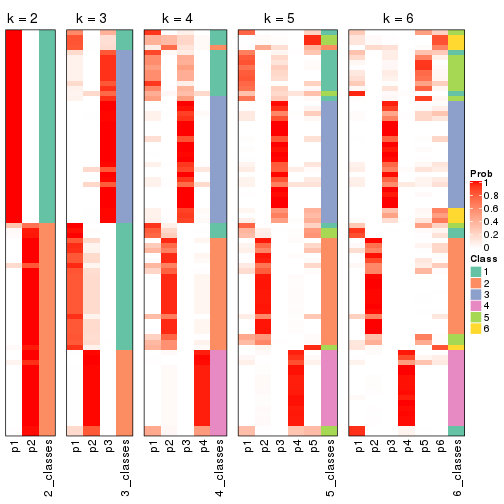 k = 2
k = 3
k = 4
k = 5
k = 6
p1
p2
2_classes
p1
p2
p3
3_classes
p1
p2
p3
p4
4_classes
p1
p2
p3
p4
p5
5_classes
p1
p2
p3
p4
p5
p6
6_classes
Prob
1
0.8
0.6
0.4
0.2
0
Class
1
2
3
4
5
6